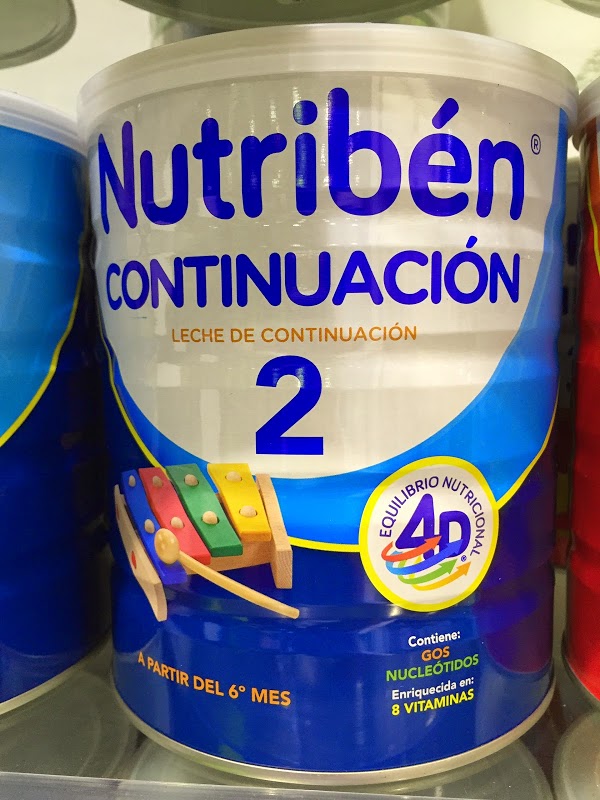 Nutribén®
CONTINUACIÓN
LECHE DE CONTINUACIÓN
2
EQUILIBRIO NUTRICIONAL
4D®
A PARTIR DEL 6º MES
Contiene:
GOS
NUCLEÓTIDOS
Enriquecida en:
8 VITAMINAS